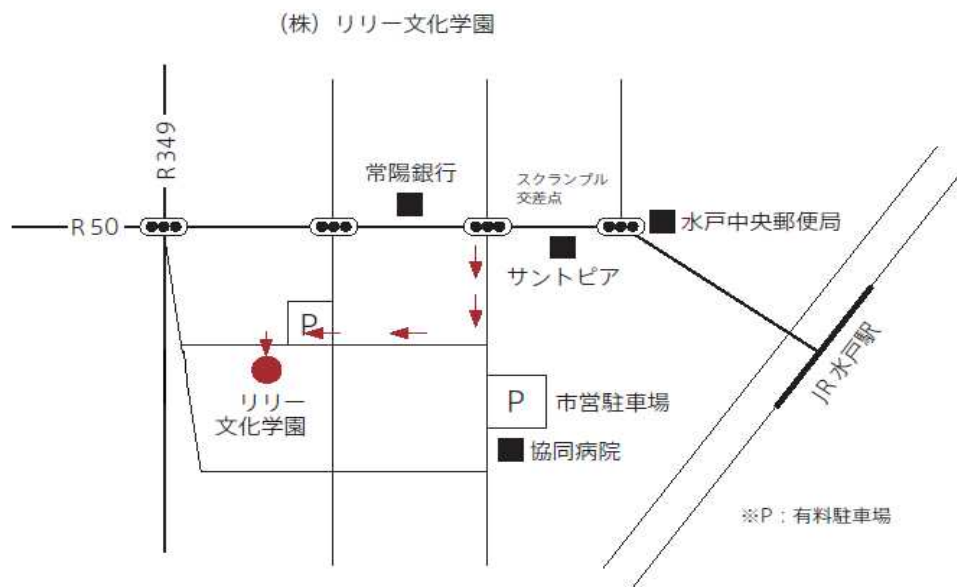 (株) リリー文化学園
R349
常陽銀行
スクランブル
交差点
R50
水戸中央郵便局
サントピア
P
JR 水戸駅
リリー
文化学園
P
市営駐車場
協同病院
※P：有料駐車場